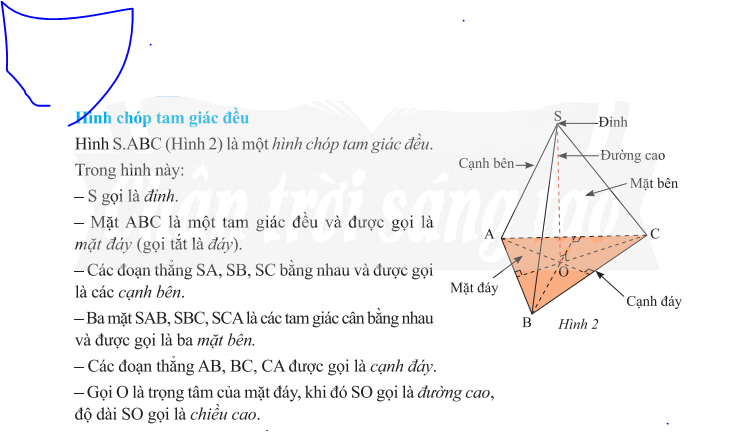 Hình chóp tam giác đều
Hình S.ABC (Hình 2) là một hình chóp tam giác đều.
Trong hình này:
– S gọi là đỉnh.
– Mặt ABC là một tam giác đều và được gọi là
mặt đáy (gọi tắt là đáy).
– Các đoạn thẳng SA, SB, SC bằng nhau và được gọi
là các cạnh bên.
– Ba mặt SAB, SBC, SCA là các tam giác cân bằng nhau
và được gọi là ba mặt bên.
– Các đoạn thẳng AB, BC, CA được gọi là cạnh đáy.
– Gọi O là trọng tâm của mặt đáy, khi đó SO gọi là đường cao,
độ dài SO gọi là chiều cao.
S
Đỉnh
Cạnh bên
Đường cao
Mặt bên
A
C
O
Mặt đáy
Cạnh đáy
B
Hình 2
Chân trời sáng tạo